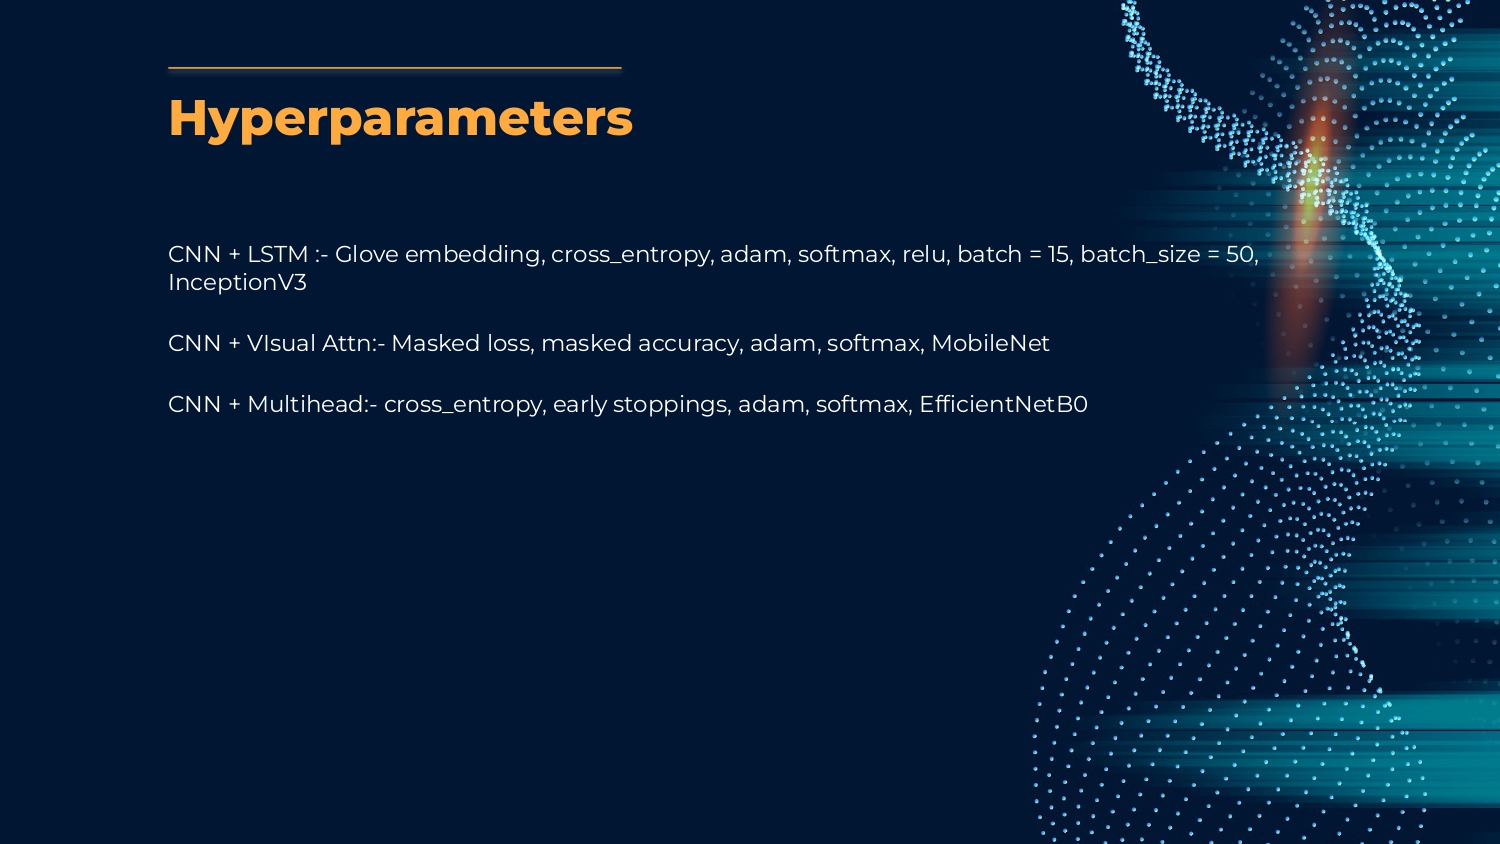 Hyperparameters
CNN + LSTM :- Glove embedding, cross_entropy, adam, softmax, relu, batch = 15, batch_size = 50,
InceptionV3
CNN + VIsual Attn:- Masked loss, masked accuracy, adam, softmax, MobileNet
CNN + Multihead:- cross_entropy, early stoppings, adam, softmax, EfficientNetB0